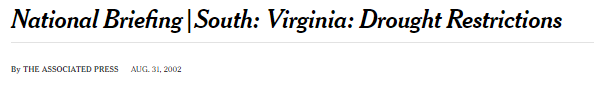 National Briefing | South: Virginia: Drought Restrictions
By THE ASSOCIATED PRESS AUG. 31, 2002